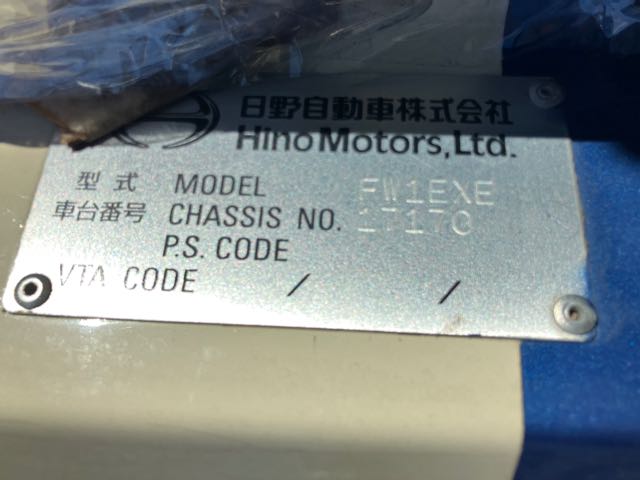 日野自動車株式会社
Hino Motors, Ltd.
型式 MODEL FW1EXE
車台番号 CHASSIS NO. 17170
P.S. CODE
VTA CODE / /